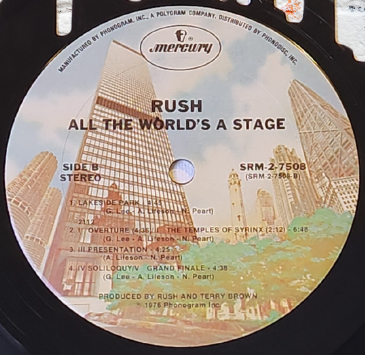 MANUFACTURED BY PHONOGRAM, INC., A POLYGRAM COMPANY, DISTRIBUTED BY PHONODISC, INC.
mercury
RUSH
ALL THE WORLD'S A STAGE
SIDE B
STEREO
SRM-2-7508
(SRM-2-7508-B)
1. LAKESIDE PARK - 4:41
(G. Lee - A. Lifeson - N. Peart)
2112
2. I/ OVERTURE (4:36) II/ THE TEMPLES OF SYRINX (2:12) - 6:48
(G. Lee - A. Lifeson - N. Peart)
3. III PRESENTATION - 4:25
(A. Lifeson - N. Peart)
4. IV SOLILOQUY/V GRAND FINALE - 4:38
(G. Lee - A. Lifeson - N. Peart)
PRODUCED BY RUSH AND TERRY BROWN
℗ 1976 Phonogram Inc.